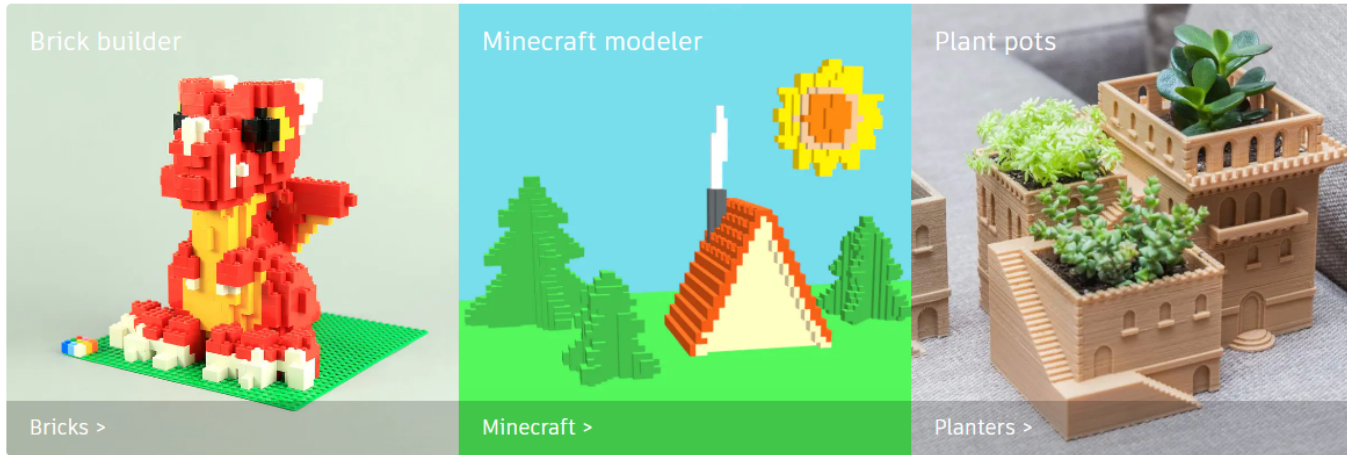 Brick builder
Bricks >
Minecraft modeler
Minecraft >
Plant pots
Planters >